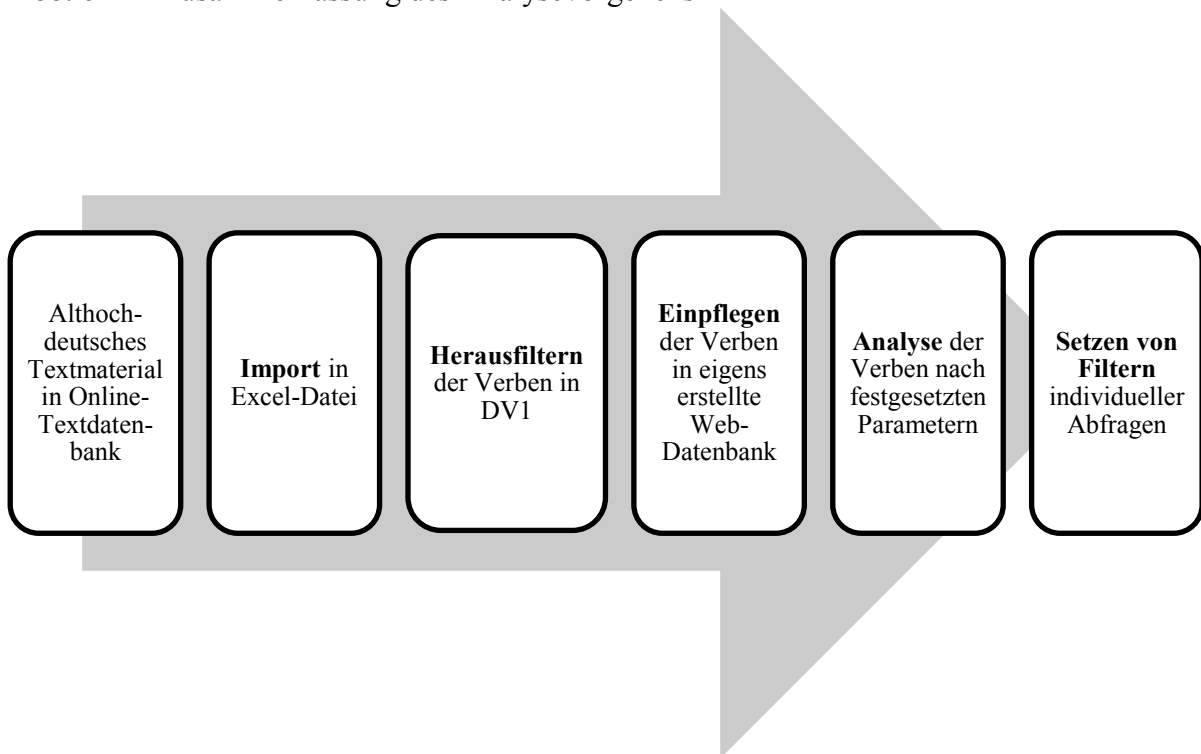 des
Althoch-
deutsches
Textmaterial
in Online-
Textdaten-
bank
Import in
Excel-Datei
Herausfiltern
der Verben in
DV1
Einpflegen
der Verben
in eigens
erstellte
Web-
Datenbank
Analyse der
Verben nach
festgesetzten
Parametern
Setzen von
Filtern
individueller
Abfragen